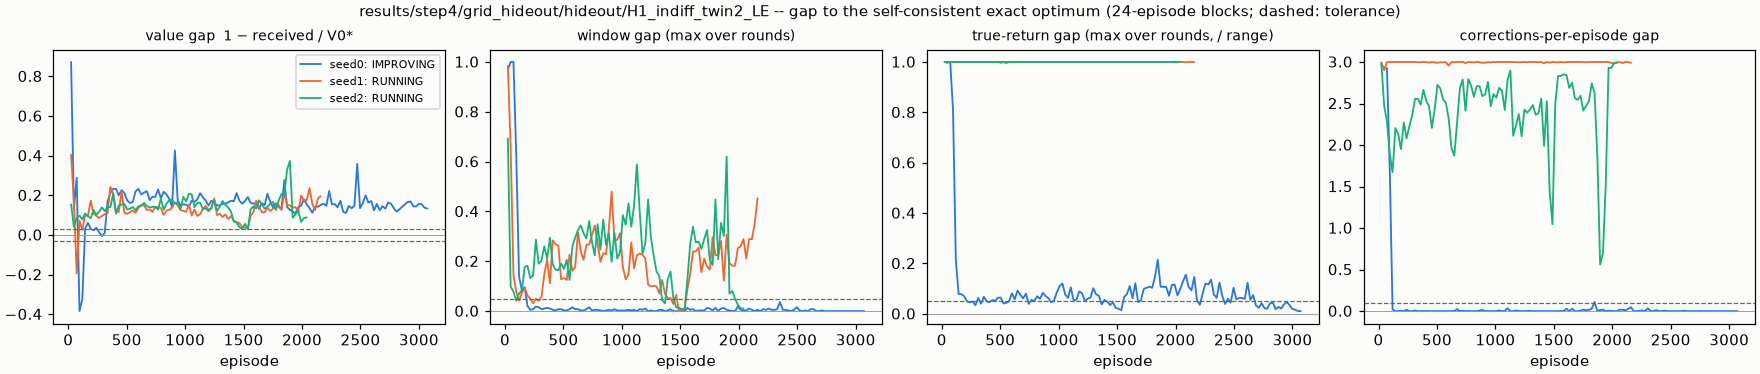 results/step4/grid_hideout/hideout/H1_indiff_twin2_LE -- gap to the self-consistent exact optimum (24-episode blocks; dashed: tolerance)
value gap 1 − received / V0*
seed0: IMPROVING
seed1: RUNNING
seed2: RUNNING
0.8
0.6
0.4
0.2
0.0
−0.2
−0.4
0 500 1000 1500 2000 2500 3000
episode
window gap (max over rounds)
1.0
0.8
0.6
0.4
0.2
0.0
0 500 1000 1500 2000 2500 3000
episode
true-return gap (max over rounds, / range)
1.0
0.8
0.6
0.4
0.2
0.0
0 500 1000 1500 2000 2500 3000
episode
corrections-per-episode gap
3.0
2.5
2.0
1.5
1.0
0.5
0.0
0 500 1000 1500 2000 2500 3000
episode